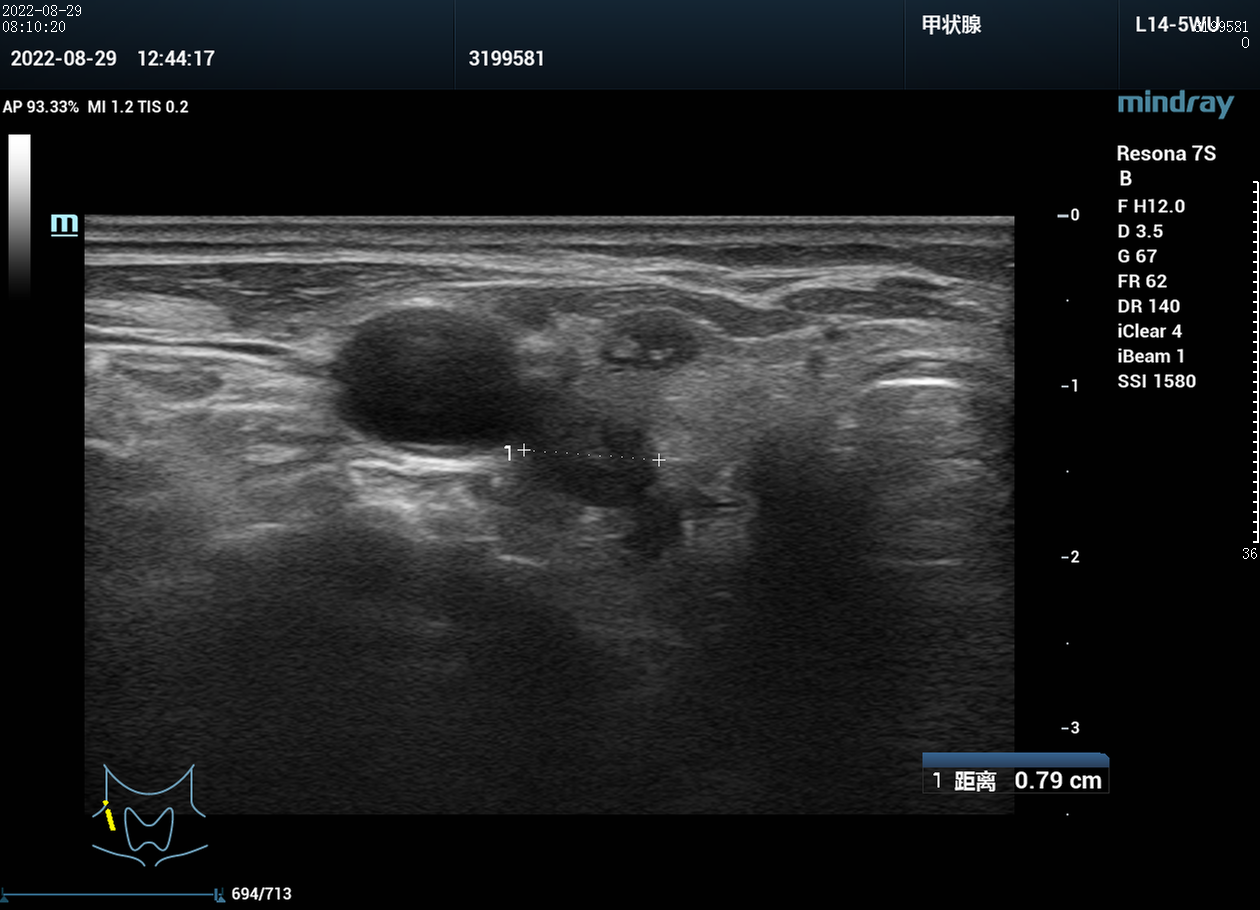 2022-08-29
08:10:20
2022-08-29 12:44:17
3199581
甲状腺
L14-5WU
3199581
0
AP 93.33% MI 1.2 TIS 0.2
mindray
Resona 7S
B
F H12.0
D 3.5
G 67
FR 62
DR 140
iClear 4
iBeam 1
SSI 1580
m
0
-1
1
-2
36
-3
1 距离 0.79 cm
694/713